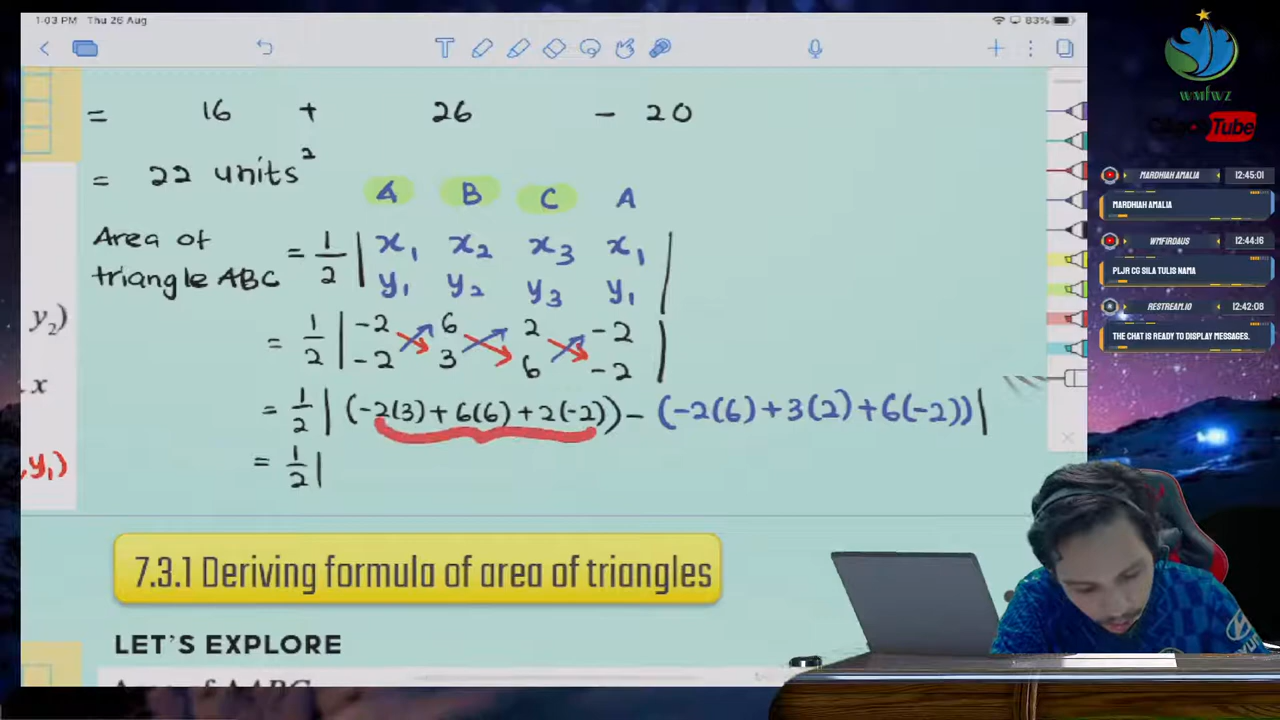 1:03 PM Thu 26 Aug
83%
= 16 + 26 - 20
= 22 units²
A B C A
Area of triangle ABC = 1/2 | x₁ x₂ x₃ x₁ |
y₁ y₂ y₃ y₁
= 1/2 | -2 6 2 -2 |
-2 3 6 -2
= 1/2 | (-2(3) + 6(6) + 2(-2)) - (-2(6) + 3(2) + 6(-2)) |
= 1/2 |
y₂)
x
,y₁)
7.3.1 Deriving formula of area of triangles
LET'S EXPLORE
wmfwz
Tube
MARDHIAH AMALIA 12:45:01
MARDHIAH AMALIA
WMFIRDAUS 12:44:16
PLJR CG SILA TULIS NAMA
RESTREAM.IO 12:42:08
THE CHAT IS READY TO DISPLAY MESSAGES.